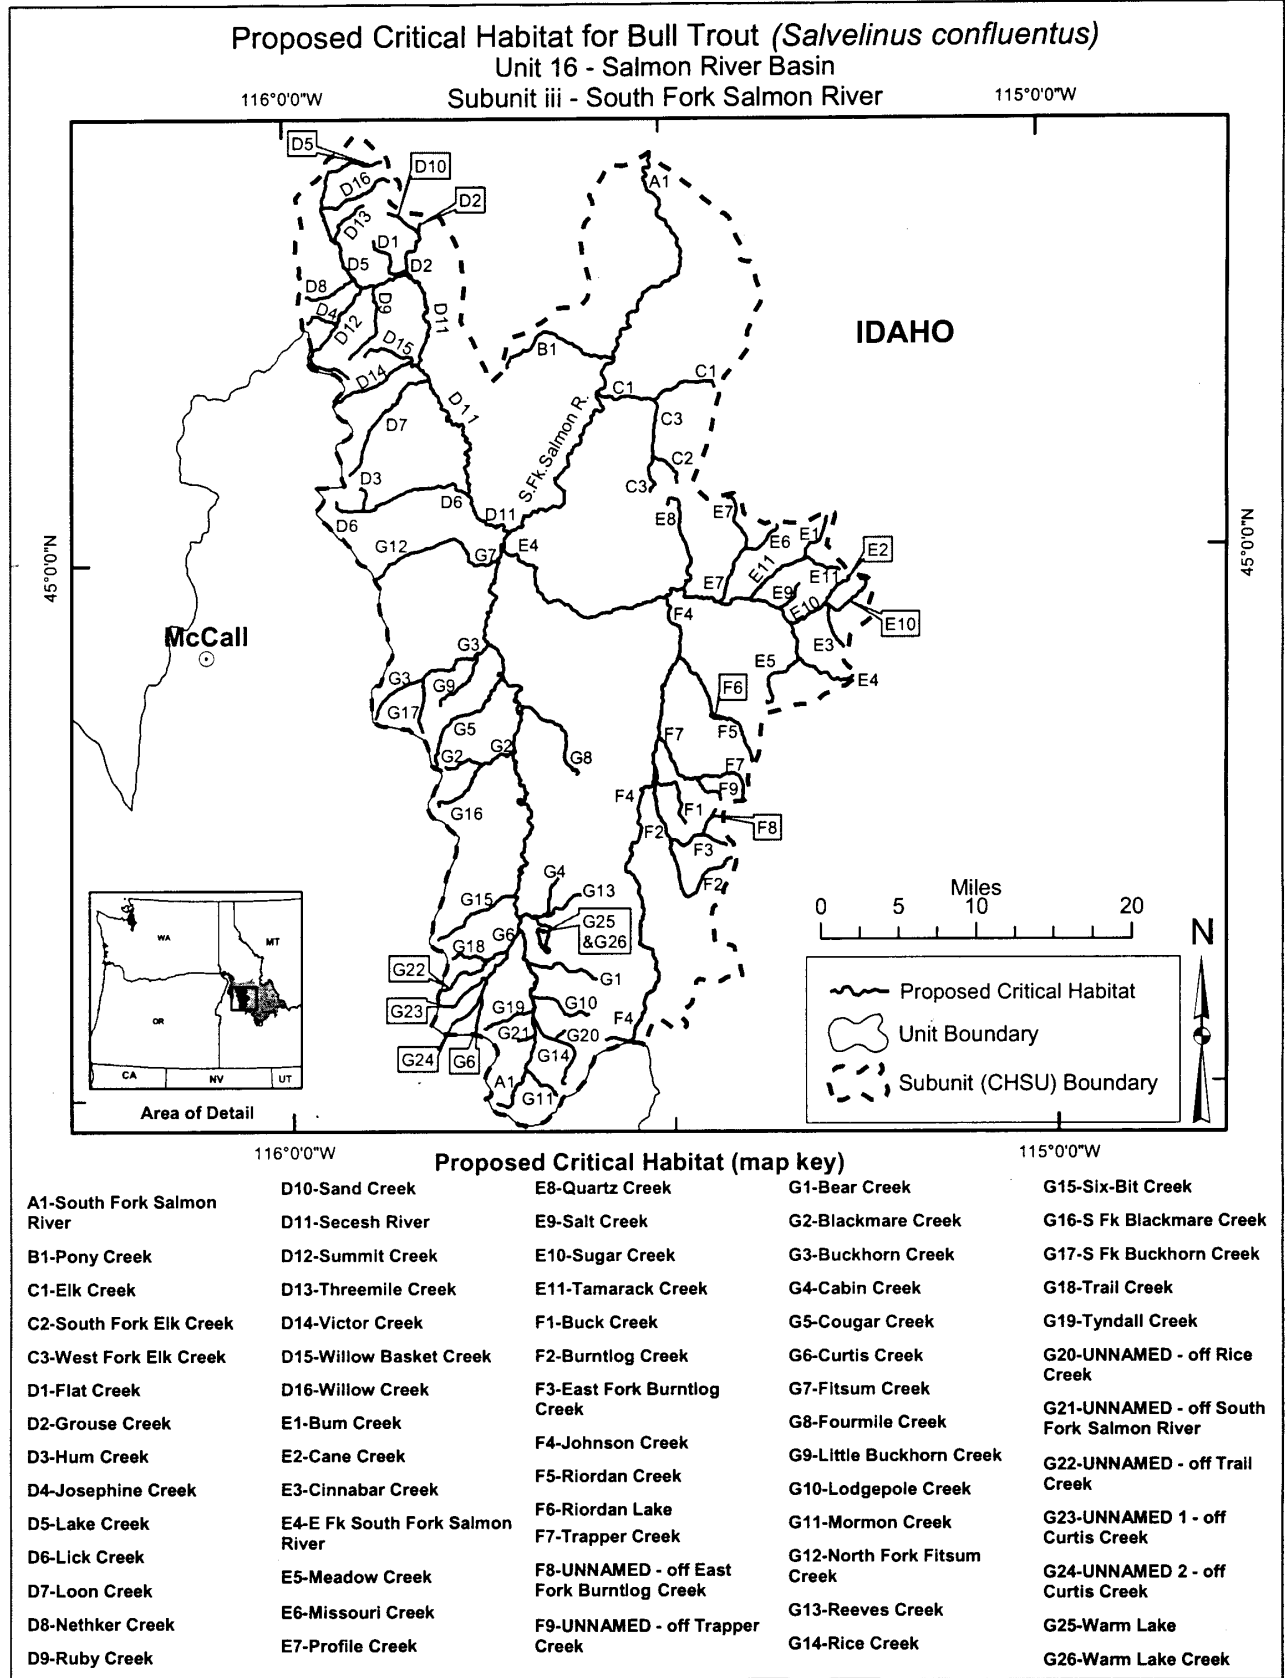 Proposed Critical Habitat for Bull Trout (Salvelinus confluentus)
Unit 16 - Salmon River Basin
Subunit iii - South Fork Salmon River
116°0'0"W
115°0'0"W
D5
D10
D16
D2
A1
D13
D1
D5
D2
D8
D9
D11
D4
D12
D15
IDAHO
B1
D14
C1
C1
D11
C3
D7
S.Fk.Salmon R.
C2
D3
C3
D6
E7
D6
D11
E8
E1
E6
E2
G12
E4
G7
E11
E11
45°0'0"N
45°0'0"N
E7
E9
E10
F4
E10
McCall
E3
G3
E5
G3
E4
G9
F6
G17
G5
F5
F7
G2
G2
G8
F7
F9
F4
F1
G16
F8
F2
F3
F2
G4
Miles
G13
0 5 10 20
G15
G25
&G26
G6
N
WA
MT
G18
G22
G1
Proposed Critical Habitat
G23
G19
G10
OR
F4
Unit Boundary
G21
G20
G24
G6
G14
CA
NV
UT
A1
G11
Subunit (CHSU) Boundary
Area of Detail
116°0'0"W
115°0'0"W
Proposed Critical Habitat (map key)
A1-South Fork Salmon
River
B1-Pony Creek
C1-Elk Creek
C2-South Fork Elk Creek
C3-West Fork Elk Creek
D1-Flat Creek
D2-Grouse Creek
D3-Hum Creek
D4-Josephine Creek
D5-Lake Creek
D6-Lick Creek
D7-Loon Creek
D8-Nethker Creek
D9-Ruby Creek
D10-Sand Creek
D11-Secesh River
D12-Summit Creek
D13-Threemile Creek
D14-Victor Creek
D15-Willow Basket Creek
D16-Willow Creek
E1-Bum Creek
E2-Cane Creek
E3-Cinnabar Creek
E4-E Fk South Fork Salmon
River
E5-Meadow Creek
E6-Missouri Creek
E7-Profile Creek
E8-Quartz Creek
E9-Salt Creek
E10-Sugar Creek
E11-Tamarack Creek
F1-Buck Creek
F2-Burntlog Creek
F3-East Fork Burntlog
Creek
F4-Johnson Creek
F5-Riordan Creek
F6-Riordan Lake
F7-Trapper Creek
F8-UNNAMED - off East
Fork Burntlog Creek
F9-UNNAMED - off Trapper
Creek
G1-Bear Creek
G2-Blackmare Creek
G3-Buckhorn Creek
G4-Cabin Creek
G5-Cougar Creek
G6-Curtis Creek
G7-Fitsum Creek
G8-Fourmile Creek
G9-Little Buckhorn Creek
G10-Lodgepole Creek
G11-Mormon Creek
G12-North Fork Fitsum
Creek
G13-Reeves Creek
G14-Rice Creek
G15-Six-Bit Creek
G16-S Fk Blackmare Creek
G17-S Fk Buckhorn Creek
G18-Trail Creek
G19-Tyndall Creek
G20-UNNAMED - off Rice
Creek
G21-UNNAMED - off South
Fork Salmon River
G22-UNNAMED - off Trail
Creek
G23-UNNAMED 1 - off
Curtis Creek
G24-UNNAMED 2 - off
Curtis Creek
G25-Warm Lake
G26-Warm Lake Creek